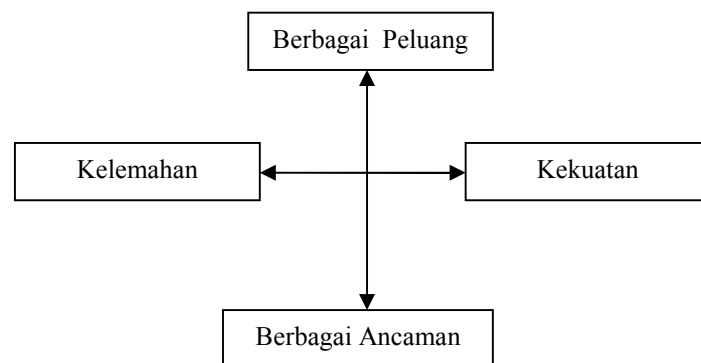 Berbagai Peluang
Kelemahan
Kekuatan
Berbagai Ancaman